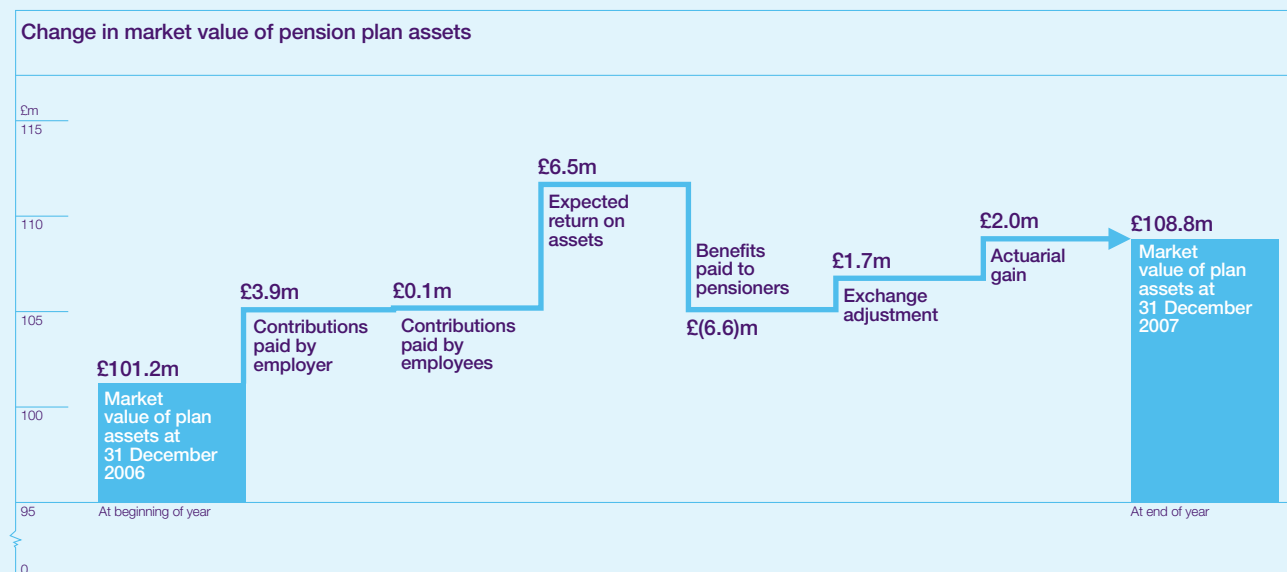 Change in market value of pension plan assets
£m
115
110
105
100
95
0
£101.2m
Market
value of plan
assets at
31 December
2006
At beginning of year
£3.9m
Contributions
paid by
employer
£0.1m
Contributions
paid by
employees
£6.5m
Expected
return on
assets
Benefits
paid to
pensioners
£(6.6)m
£1.7m
Exchange
adjustment
£2.0m
Actuarial
gain
£108.8m
Market
value of plan
assets at
31 December
2007
At end of year